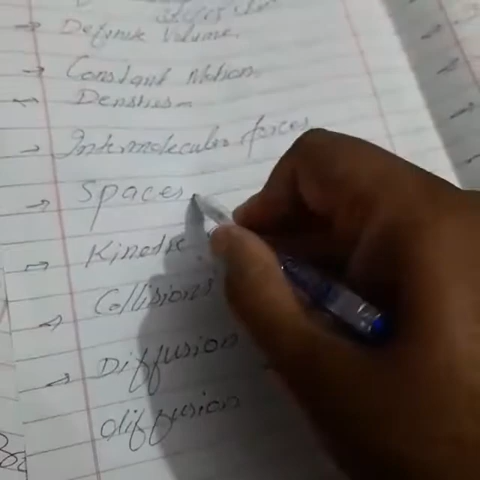 → Definite Volume.
→ Constant Motion
Densities
→ Intermolecular forces
→ Spaces
→ Kinetic
→ Collisions
→ Diffusion
diffusion